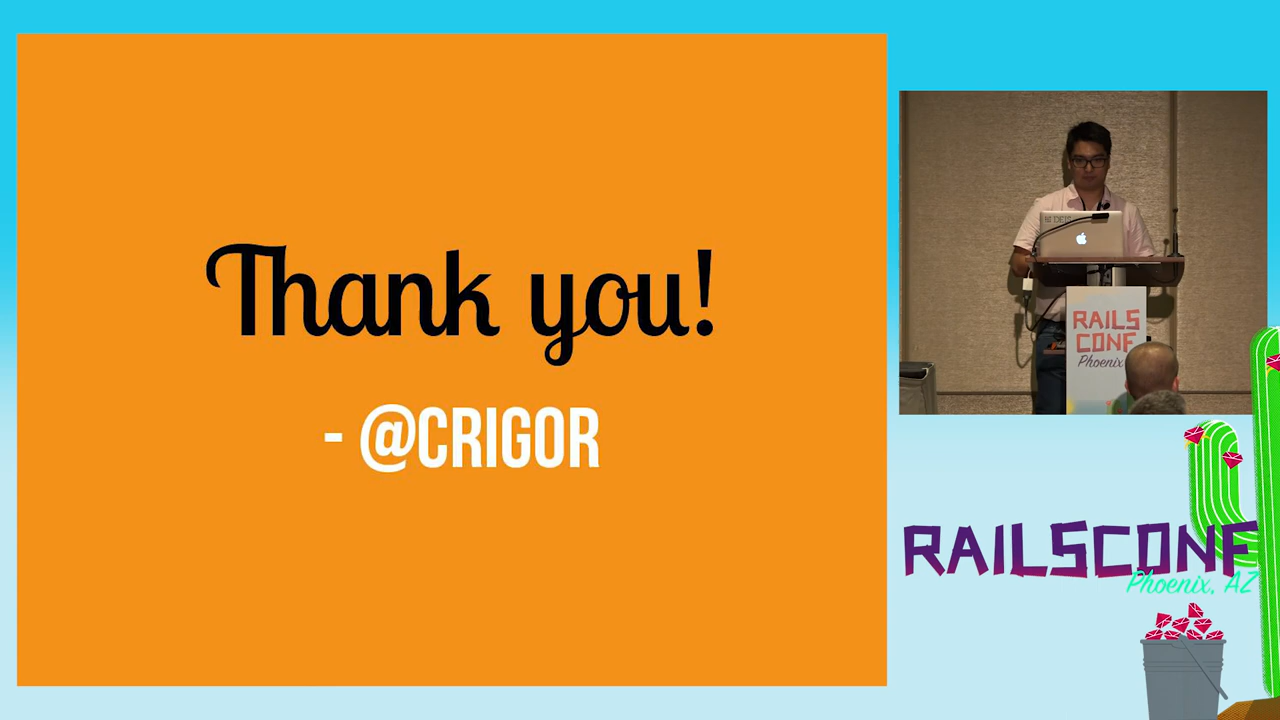 Thank you!
- @CRIGOR
RAILS
CONF
Phoenix
RAILSCONF
Phoenix, AZ